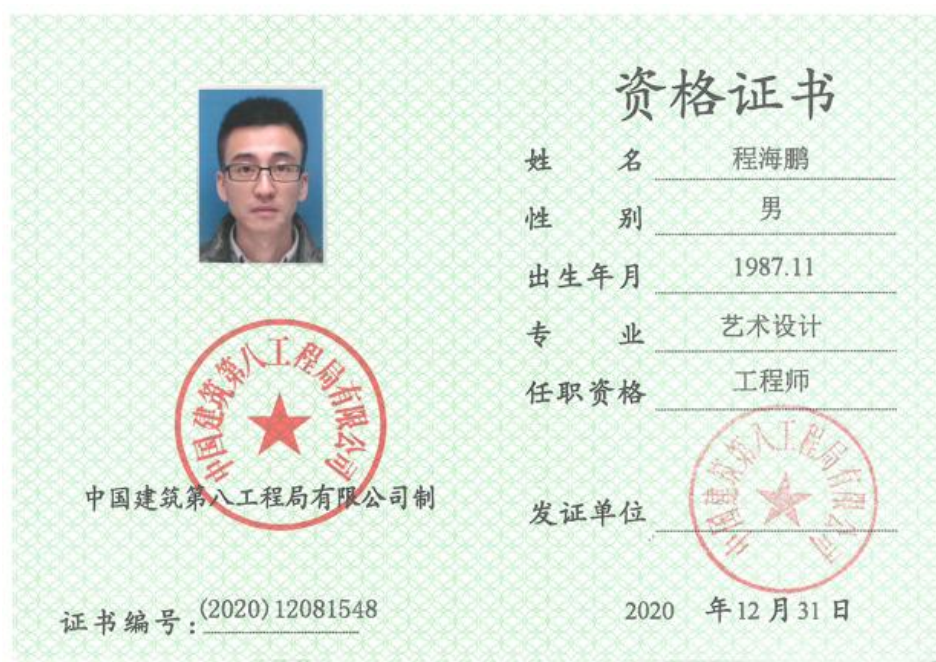 资格证书
姓 名 程海鹏
性 别 男
出生年月 1987.11
专 业 艺术设计
任职资格 工程师
中国建筑第八工程局有限公司
中国建筑第八工程局有限公司制
发证单位
中国建筑第八工程局有限公司
证书编号:(2020)12081548
2020 年12月31日